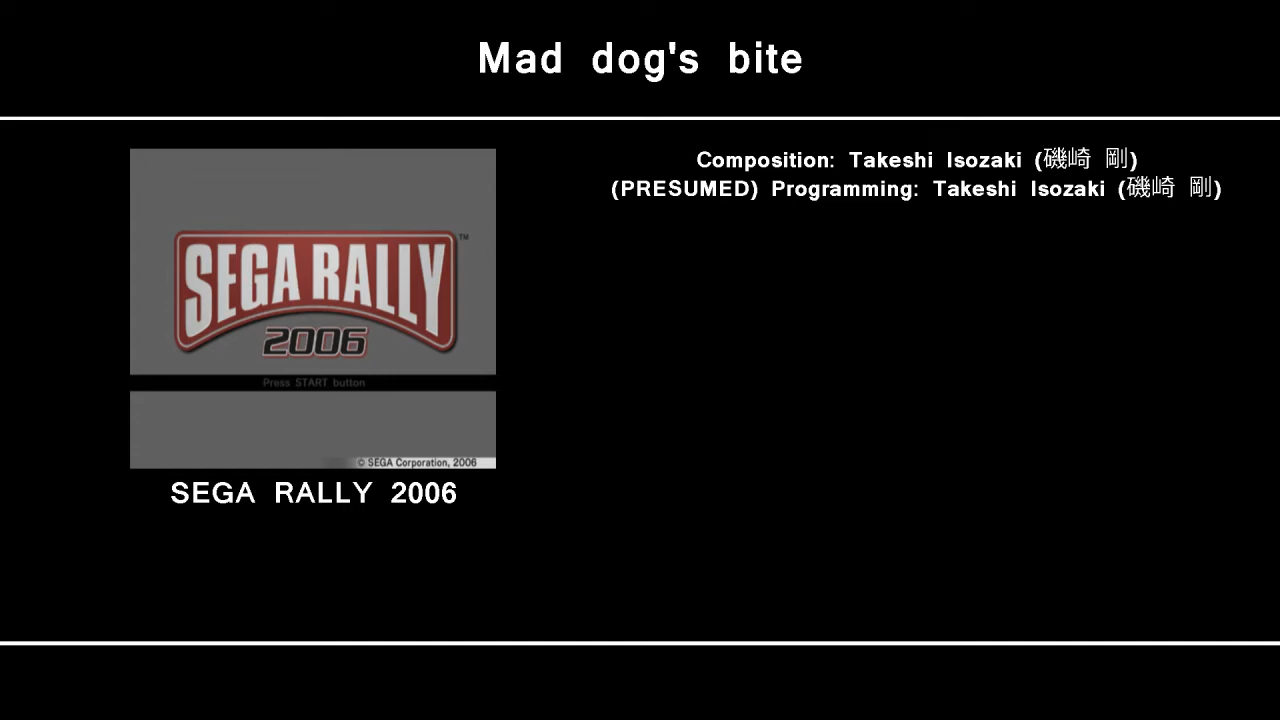 Mad dog's bite
Composition: Takeshi Isozaki (磯崎 剛)
(PRESUMED) Programming: Takeshi Isozaki (磯崎 剛)
SEGA RALLY™
2006
Press START button
© SEGA Corporation, 2006
SEGA RALLY 2006